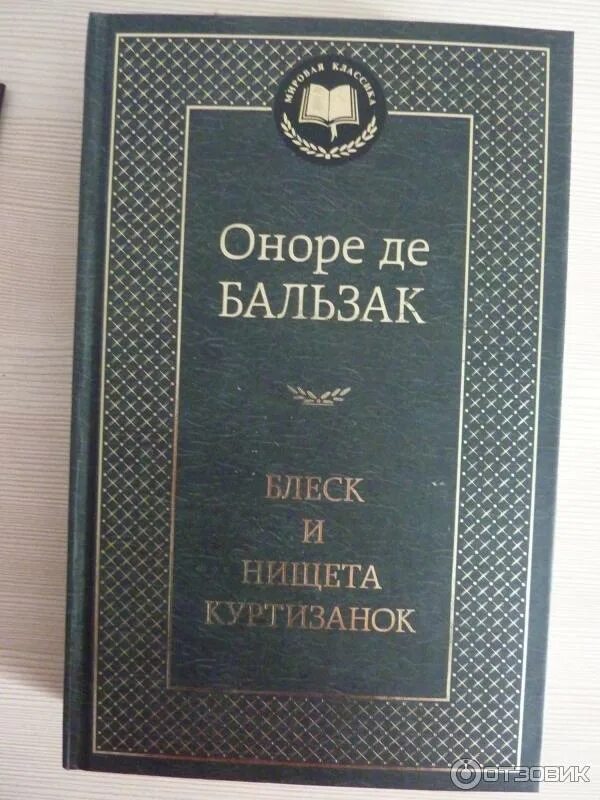 МИРОВАЯ КЛАССИКА
Оноре де
БАЛЬЗАК
БЛЕСК
И
НИЩЕТА
КУРТИЗАНОК
ОТЗОВИК